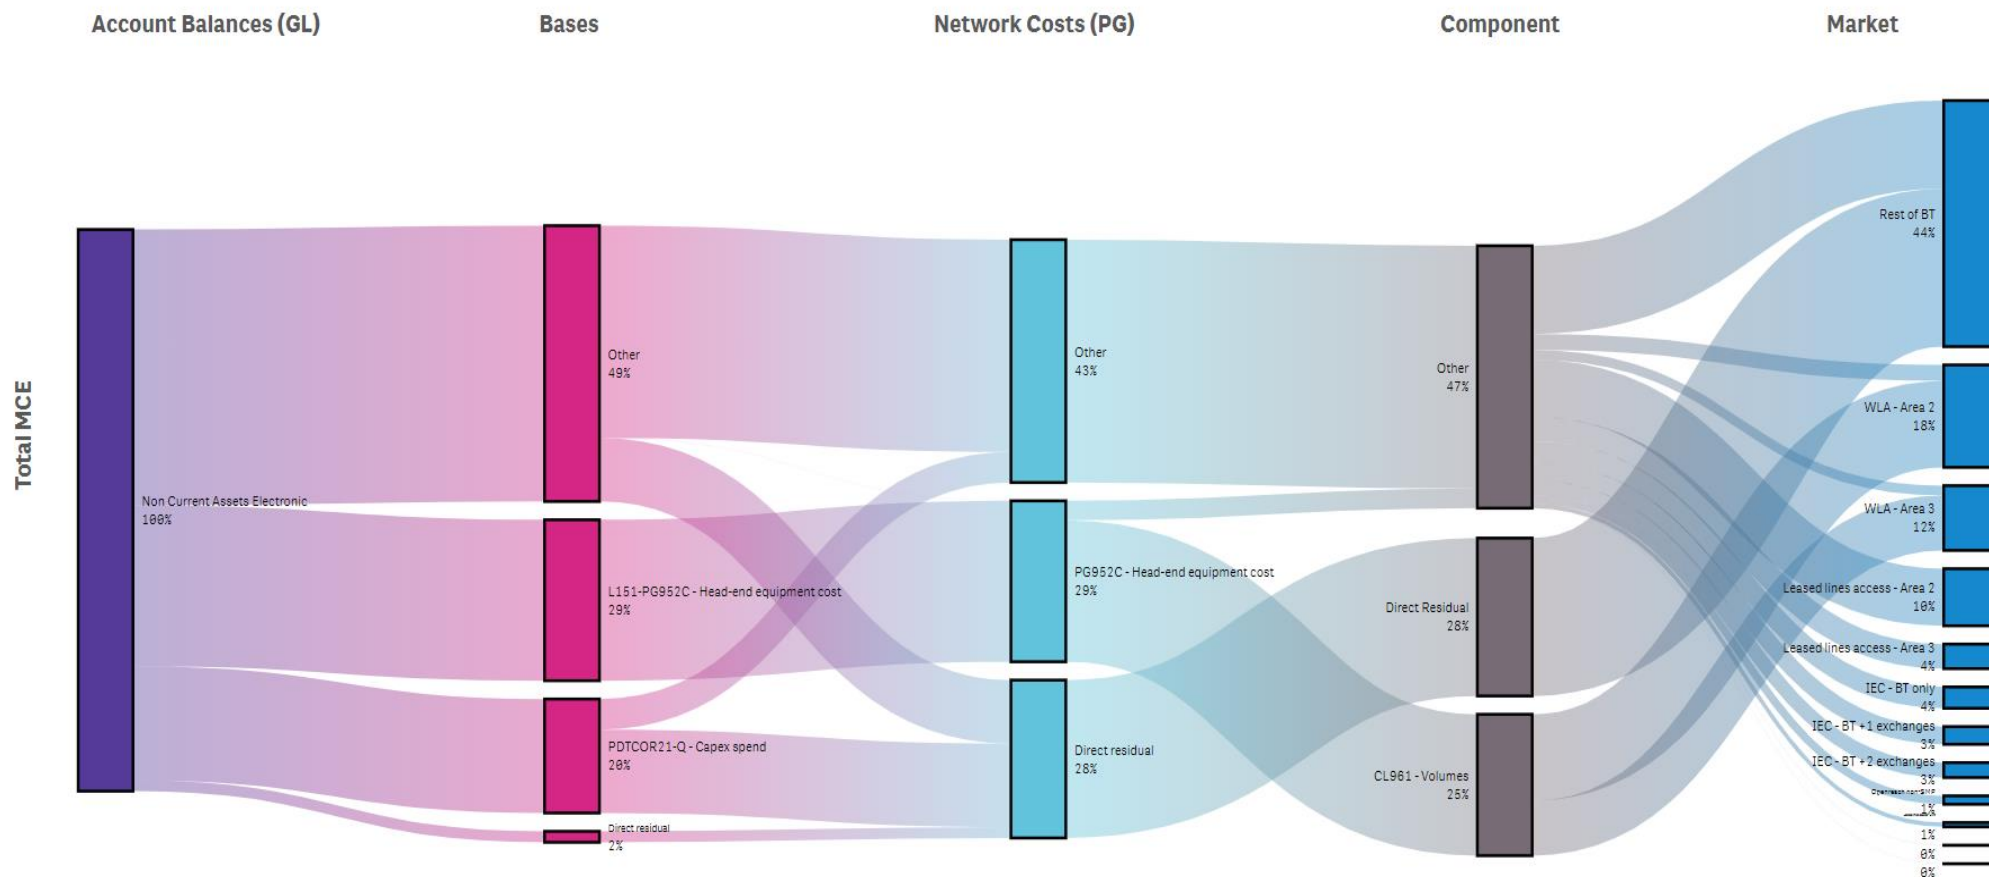 Account Balances (GL)
Bases
Network Costs (PG)
Component
Market
Total MCE
Non Current Assets Electronic
100%
Other
49%
L151-PG952C - Head-end equipment cost
29%
PDTCOR21-Q - Capex spend
20%
Direct residual
2%
Other
43%
PG952C - Head-end equipment cost
29%
Direct residual
28%
Other
47%
Direct Residual
28%
CL961 - Volumes
25%
Rest of BT
44%
WLA - Area 2
18%
WLA - Area 3
12%
Leased lines access - Area 2
10%
Leased lines access - Area 3
4%
IEC - BT only
4%
IEC - BT +1 exchanges
3%
IEC - BT +2 exchanges
3%
Openreach non-SMP
1%
1%
0%
0%